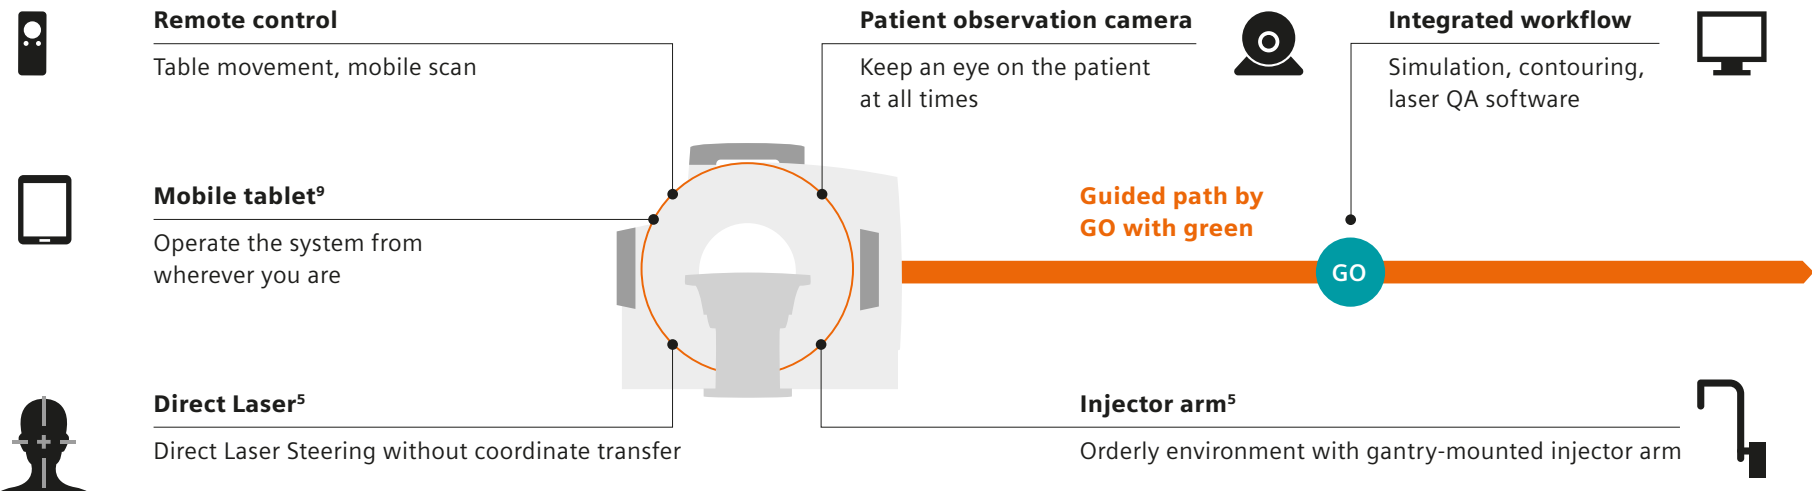 Remote control
Table movement, mobile scan
Patient observation camera
Keep an eye on the patient
at all times
Integrated workflow
Simulation, contouring,
laser QA software
Mobile tablet⁹
Operate the system from
wherever you are
Guided path by
GO with green
GO
Direct Laser⁵
Direct Laser Steering without coordinate transfer
Injector arm⁵
Orderly environment with gantry-mounted injector arm